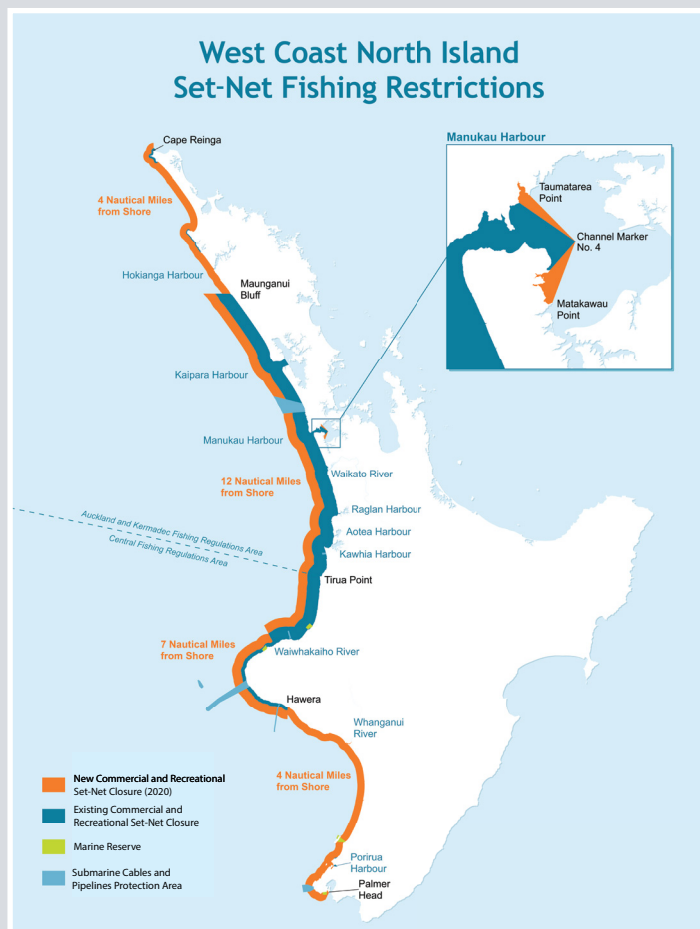 West Coast North Island
Set-Net Fishing Restrictions
Manukau Harbour
Taumatarea
Point
Channel Marker
No. 4
Matakawau
Point
Cape Reinga
4 Nautical Miles
from Shore
Hokianga Harbour
Maunganui
Bluff
Kaipara Harbour
Manukau Harbour
Waikato River
12 Nautical Miles
from Shore
Raglan Harbour
Auckland and Kermadec Fishing Regulations Area
Central Fishing Regulations Area
Aotea Harbour
Kawhia Harbour
Tirua Point
7 Nautical Miles
from Shore
Waiwhakaiho River
Hawera
Whanganui
River
4 Nautical Miles
from Shore
Porirua
Harbour
Palmer
Head
New Commercial and Recreational
Set-Net Closure (2020)
Existing Commercial and
Recreational Set-Net Closure
Marine Reserve
Submarine Cables and
Pipelines Protection Area